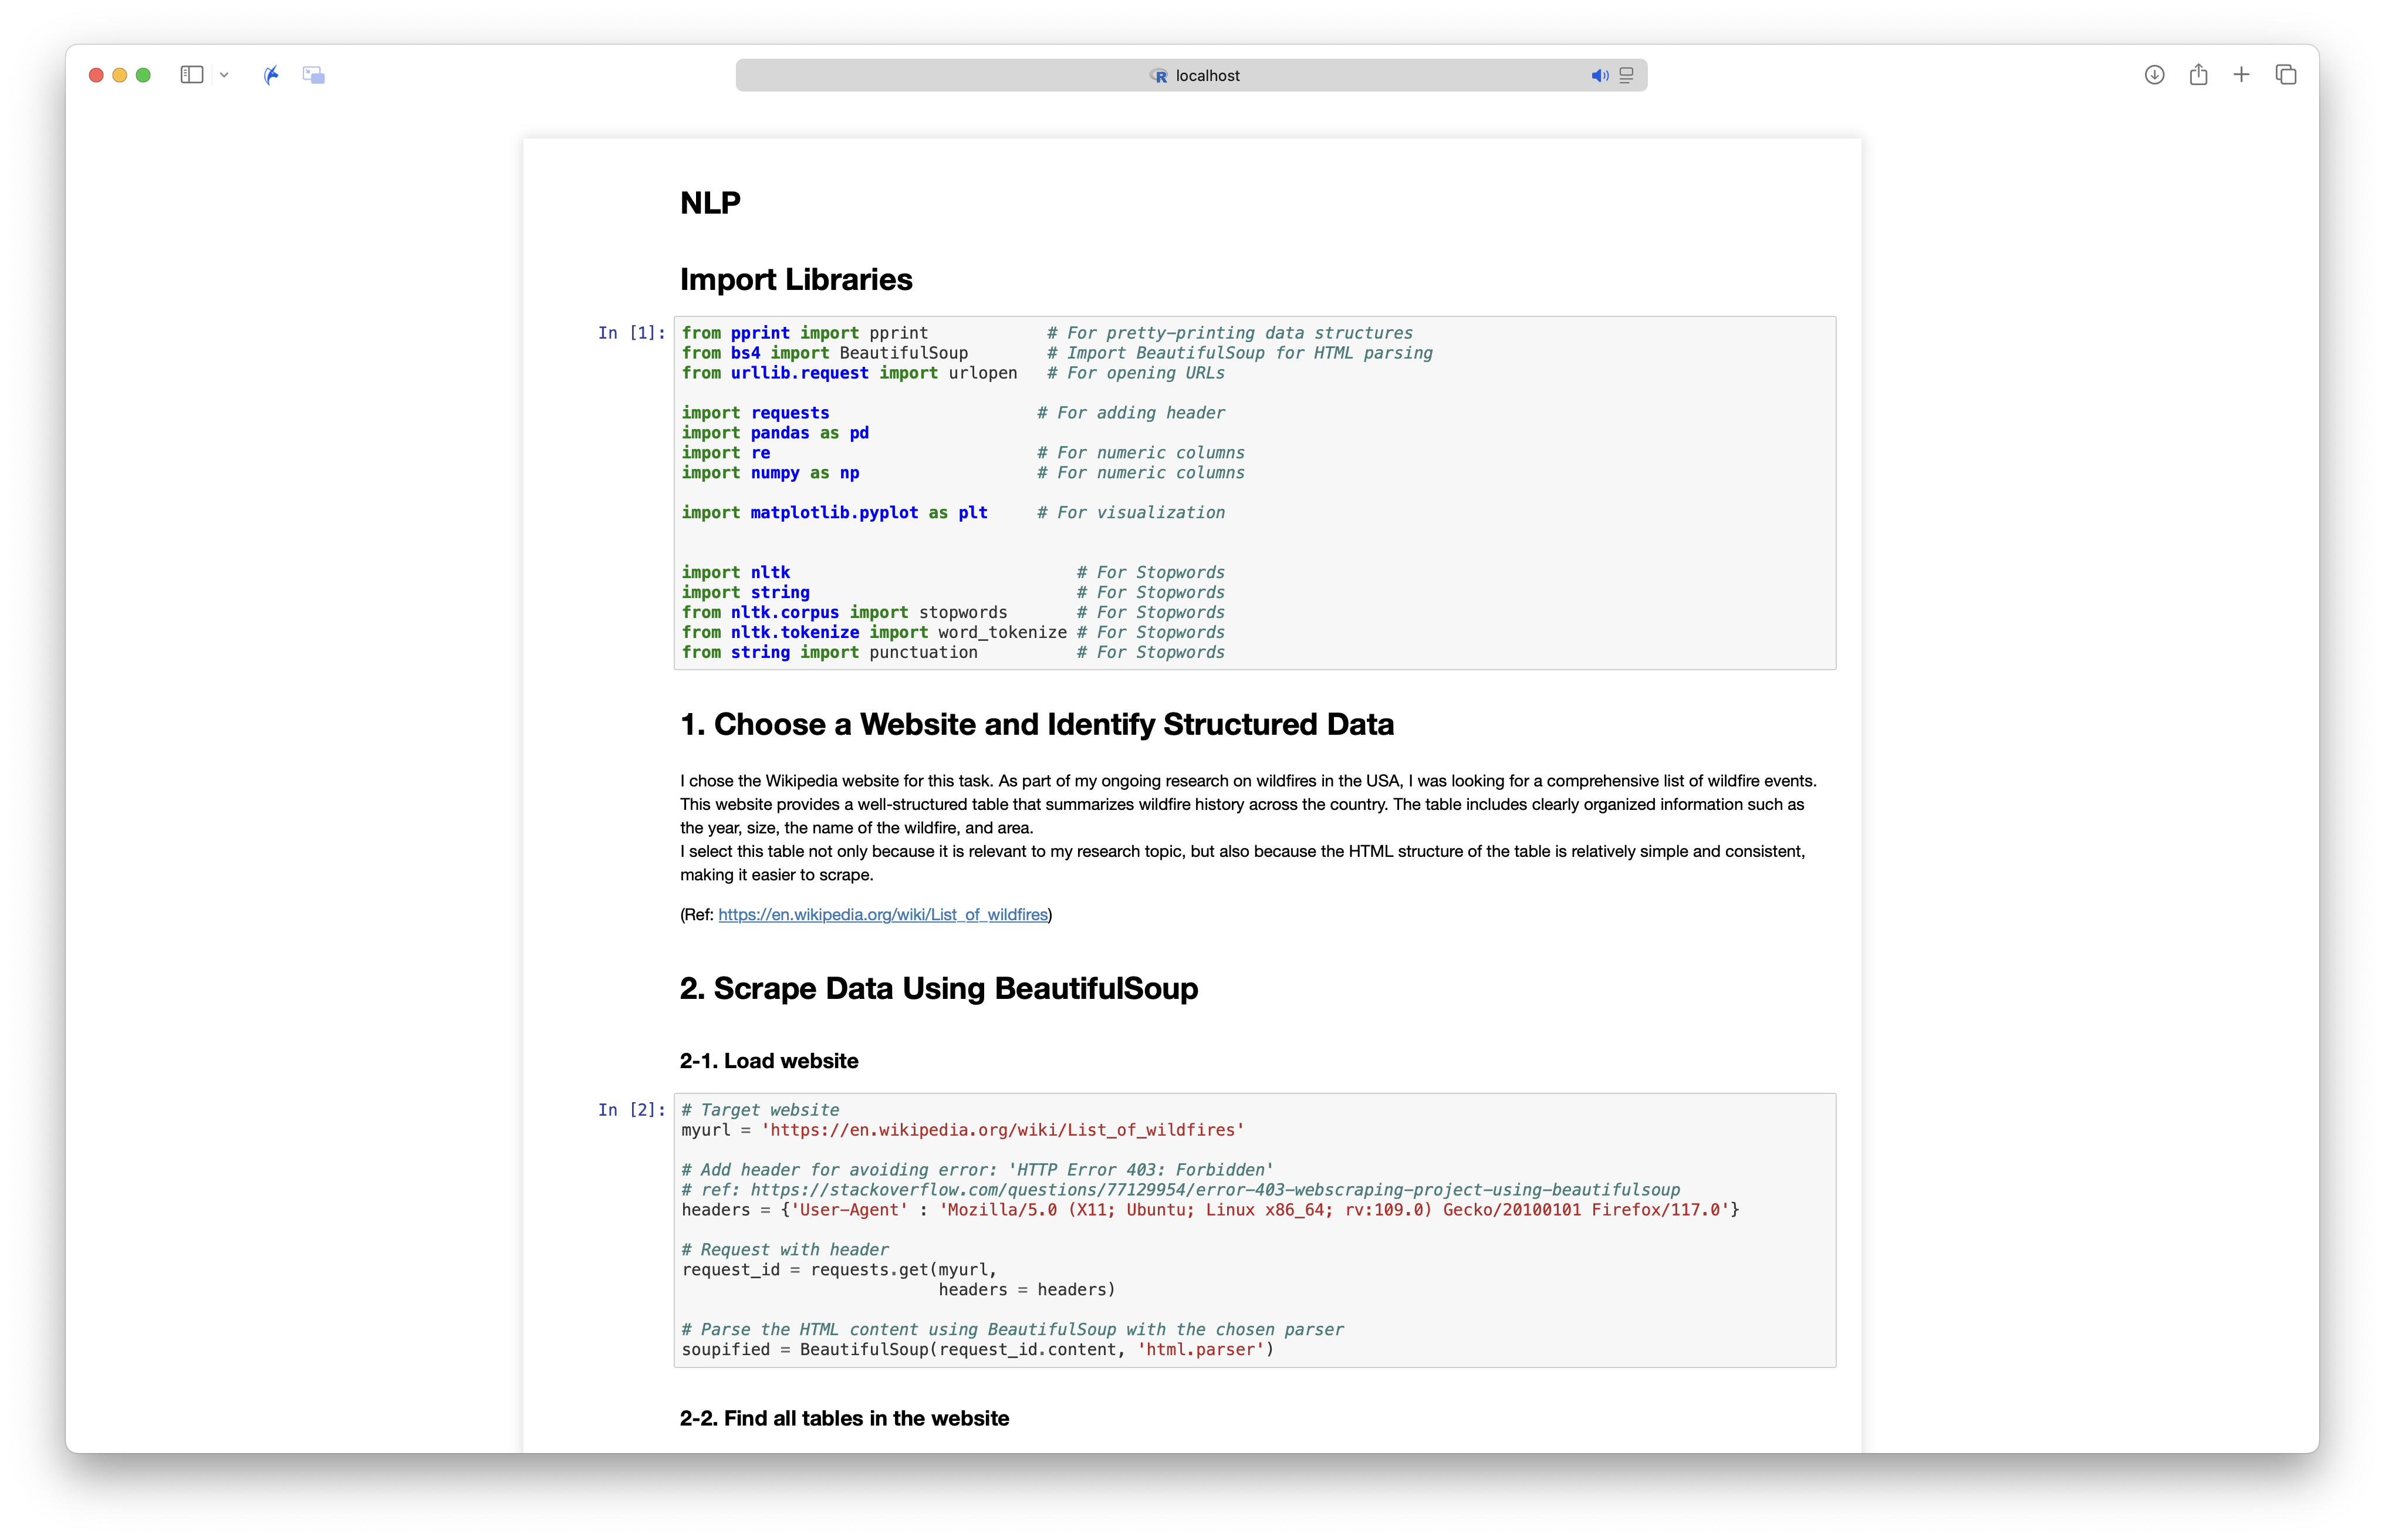 localhost
NLP
Import Libraries
In [1]:
from pprint import pprint            # For pretty-printing data structures
from bs4 import BeautifulSoup        # Import BeautifulSoup for HTML parsing
from urllib.request import urlopen   # For opening URLs
import requests                     # For adding header
import pandas as pd
import re                           # For numeric columns
import numpy as np                  # For numeric columns
import matplotlib.pyplot as plt     # For visualization
import nltk                             # For Stopwords
import string                           # For Stopwords
from nltk.corpus import stopwords       # For Stopwords
from nltk.tokenize import word_tokenize # For Stopwords
from string import punctuation          # For Stopwords
1. Choose a Website and Identify Structured Data
I chose the Wikipedia website for this task. As part of my ongoing research on wildfires in the USA, I was looking for a comprehensive list of wildfire events.
This website provides a well-structured table that summarizes wildfire history across the country. The table includes clearly organized information such as
the year, size, the name of the wildfire, and area.
I select this table not only because it is relevant to my research topic, but also because the HTML structure of the table is relatively simple and consistent,
making it easier to scrape.
(Ref: https://en.wikipedia.org/wiki/List_of_wildfires)
2. Scrape Data Using BeautifulSoup
2-1. Load website
In [2]:
# Target website
myurl = 'https://en.wikipedia.org/wiki/List_of_wildfires'
# Add header for avoiding error: 'HTTP Error 403: Forbidden'
# ref: https://stackoverflow.com/questions/77129954/error-403-webscraping-project-using-beautifulsoup
headers = {'User-Agent' : 'Mozilla/5.0 (X11; Ubuntu; Linux x86_64; rv:109.0) Gecko/20100101 Firefox/117.0'}
# Request with header
request_id = requests.get(myurl,
                          headers = headers)
# Parse the HTML content using BeautifulSoup with the chosen parser
soupified = BeautifulSoup(request_id.content, 'html.parser')
2-2. Find all tables in the website